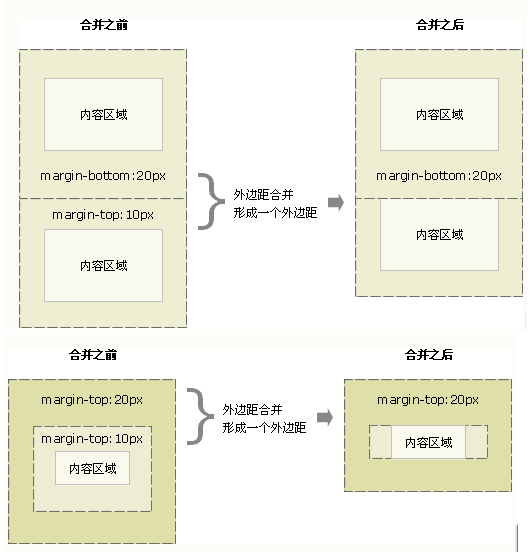 合并之前
合并之后
内容区域
内容区域
margin-bottom:20px
margin-bottom:20px
外边距合并
形成一个外边距
margin-top:10px
内容区域
内容区域
合并之前
合并之后
margin-top:20px
margin-top:20px
外边距合并
形成一个外边距
margin-top:10px
内容区域
内容区域